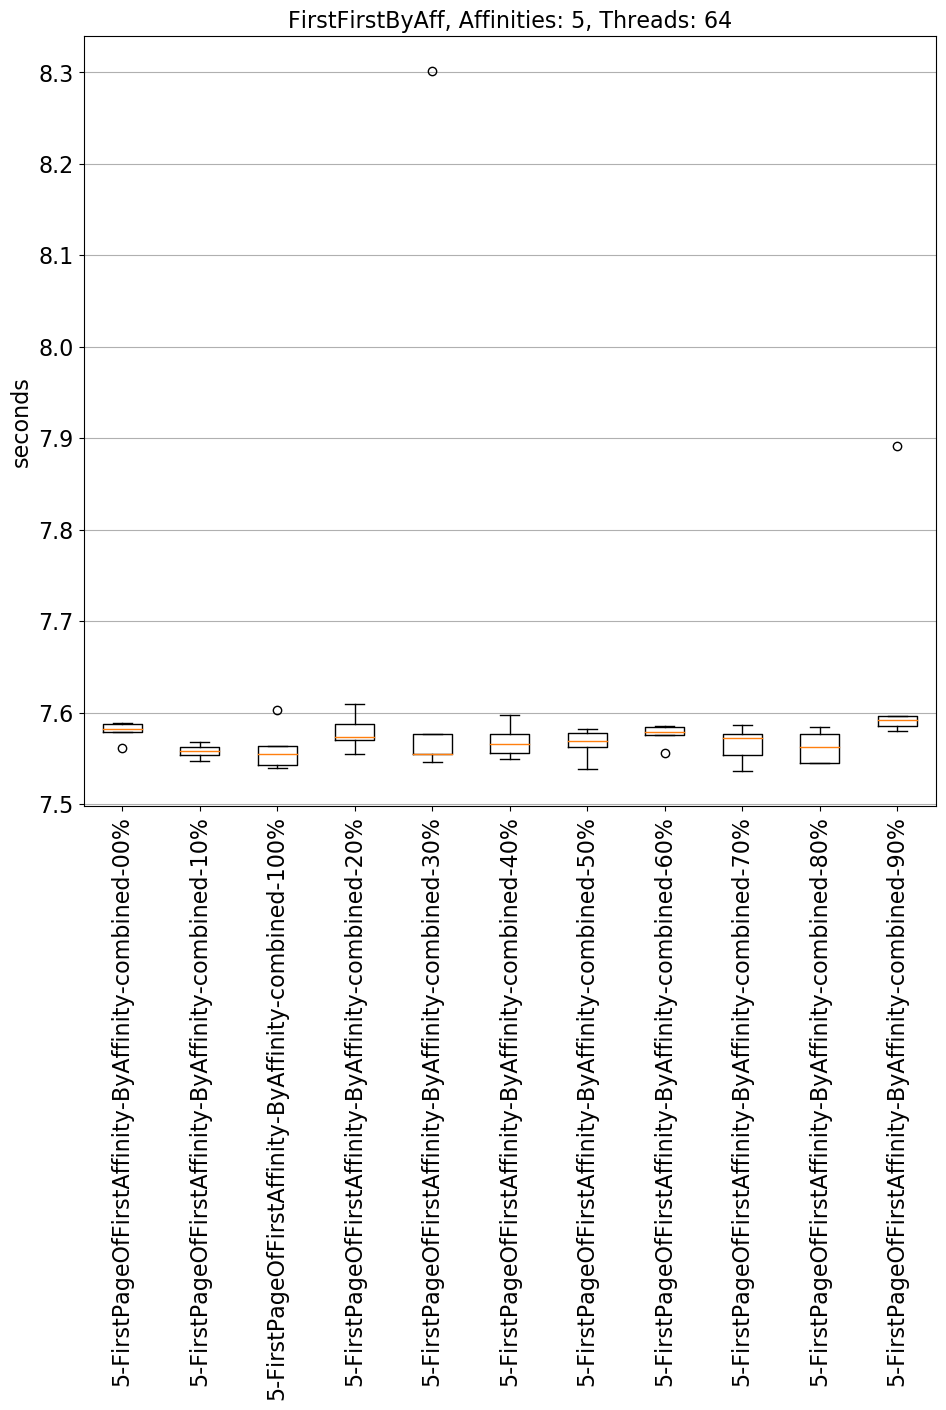 FirstFirstByAff, Affinities: 5, Threads: 64
seconds
8.3
8.2
8.1
8.0
7.9
7.8
7.7
7.6
7.5
5-FirstPageOfFirstAffinity-ByAffinity-combined-00%
5-FirstPageOfFirstAffinity-ByAffinity-combined-10%
5-FirstPageOfFirstAffinity-ByAffinity-combined-100%
5-FirstPageOfFirstAffinity-ByAffinity-combined-20%
5-FirstPageOfFirstAffinity-ByAffinity-combined-30%
5-FirstPageOfFirstAffinity-ByAffinity-combined-40%
5-FirstPageOfFirstAffinity-ByAffinity-combined-50%
5-FirstPageOfFirstAffinity-ByAffinity-combined-60%
5-FirstPageOfFirstAffinity-ByAffinity-combined-70%
5-FirstPageOfFirstAffinity-ByAffinity-combined-80%
5-FirstPageOfFirstAffinity-ByAffinity-combined-90%